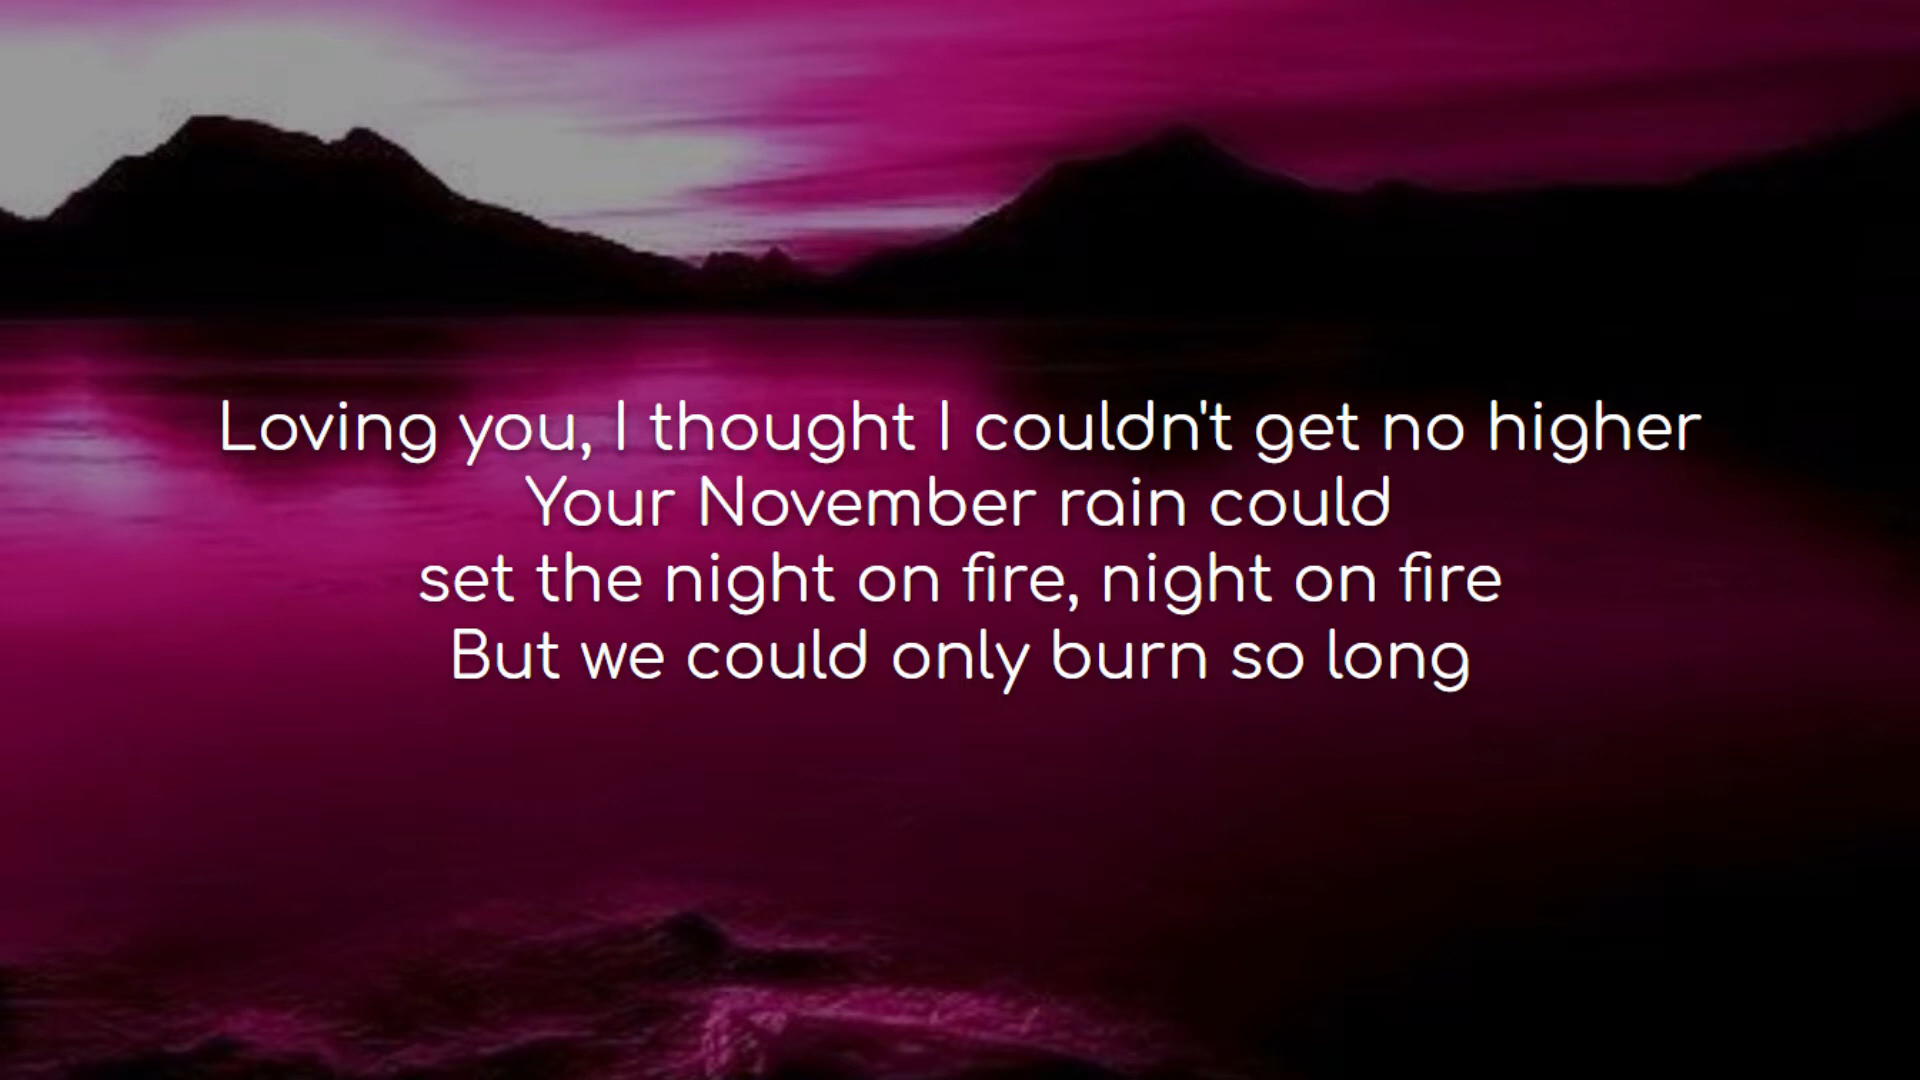 Loving you, I thought I couldn't get no higher
Your November rain could
set the night on fire, night on fire
But we could only burn so long